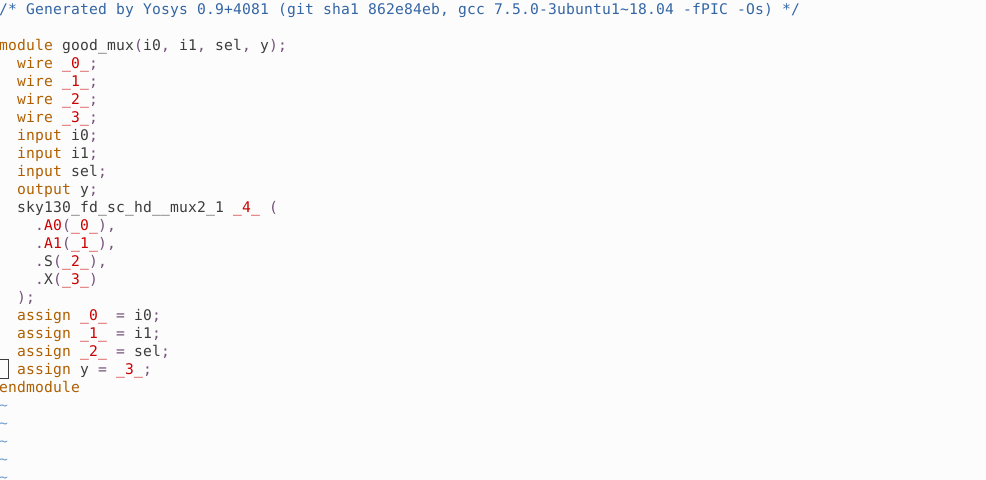 /* Generated by Yosys 0.9+4081 (git sha1 862e84eb, gcc 7.5.0-3ubuntu1~18.04 -fPIC -Os) */

module good_mux(i0, i1, sel, y);
  wire _0_;
  wire _1_;
  wire _2_;
  wire _3_;
  input i0;
  input i1;
  input sel;
  output y;
  sky130_fd_sc_hd__mux2_1 _4_ (
    .A0(_0_),
    .A1(_1_),
    .S(_2_),
    .X(_3_)
  );
  assign _0_ = i0;
  assign _1_ = i1;
  assign _2_ = sel;
  assign y = _3_;
endmodule
~
~
~
~
~